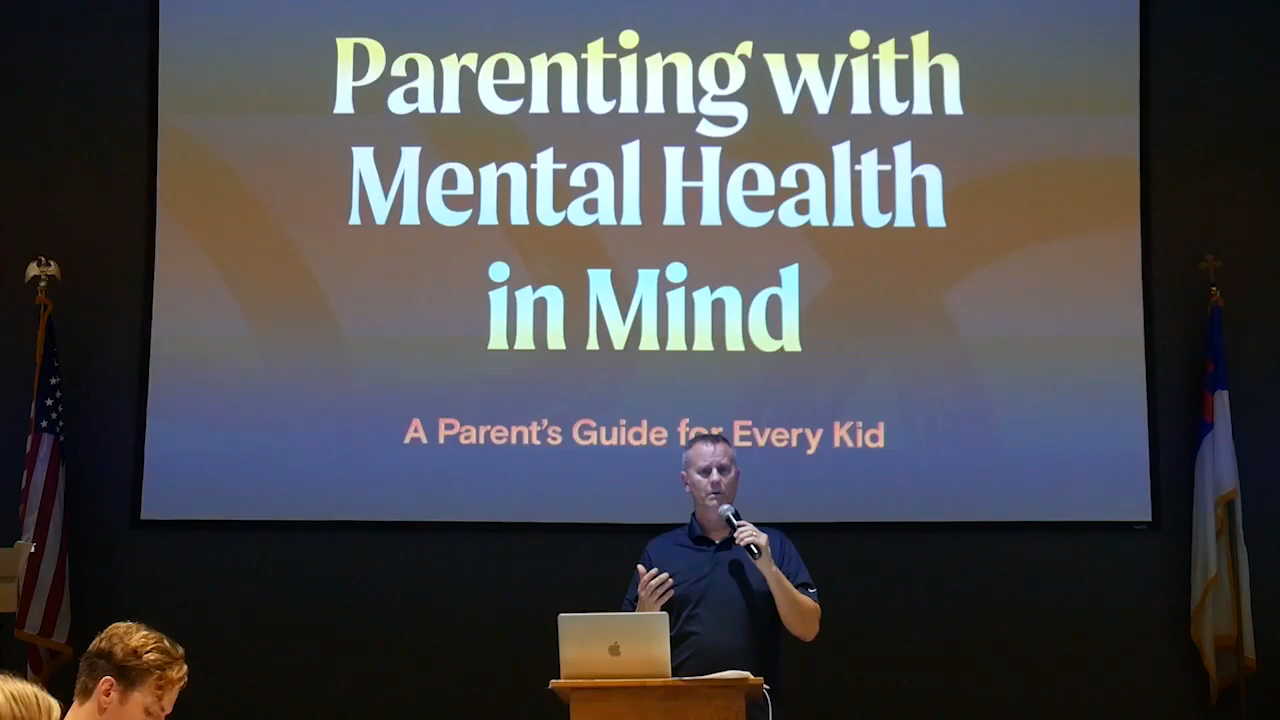 Parenting with
Mental Health
in Mind
A Parent's Guide for Every Kid